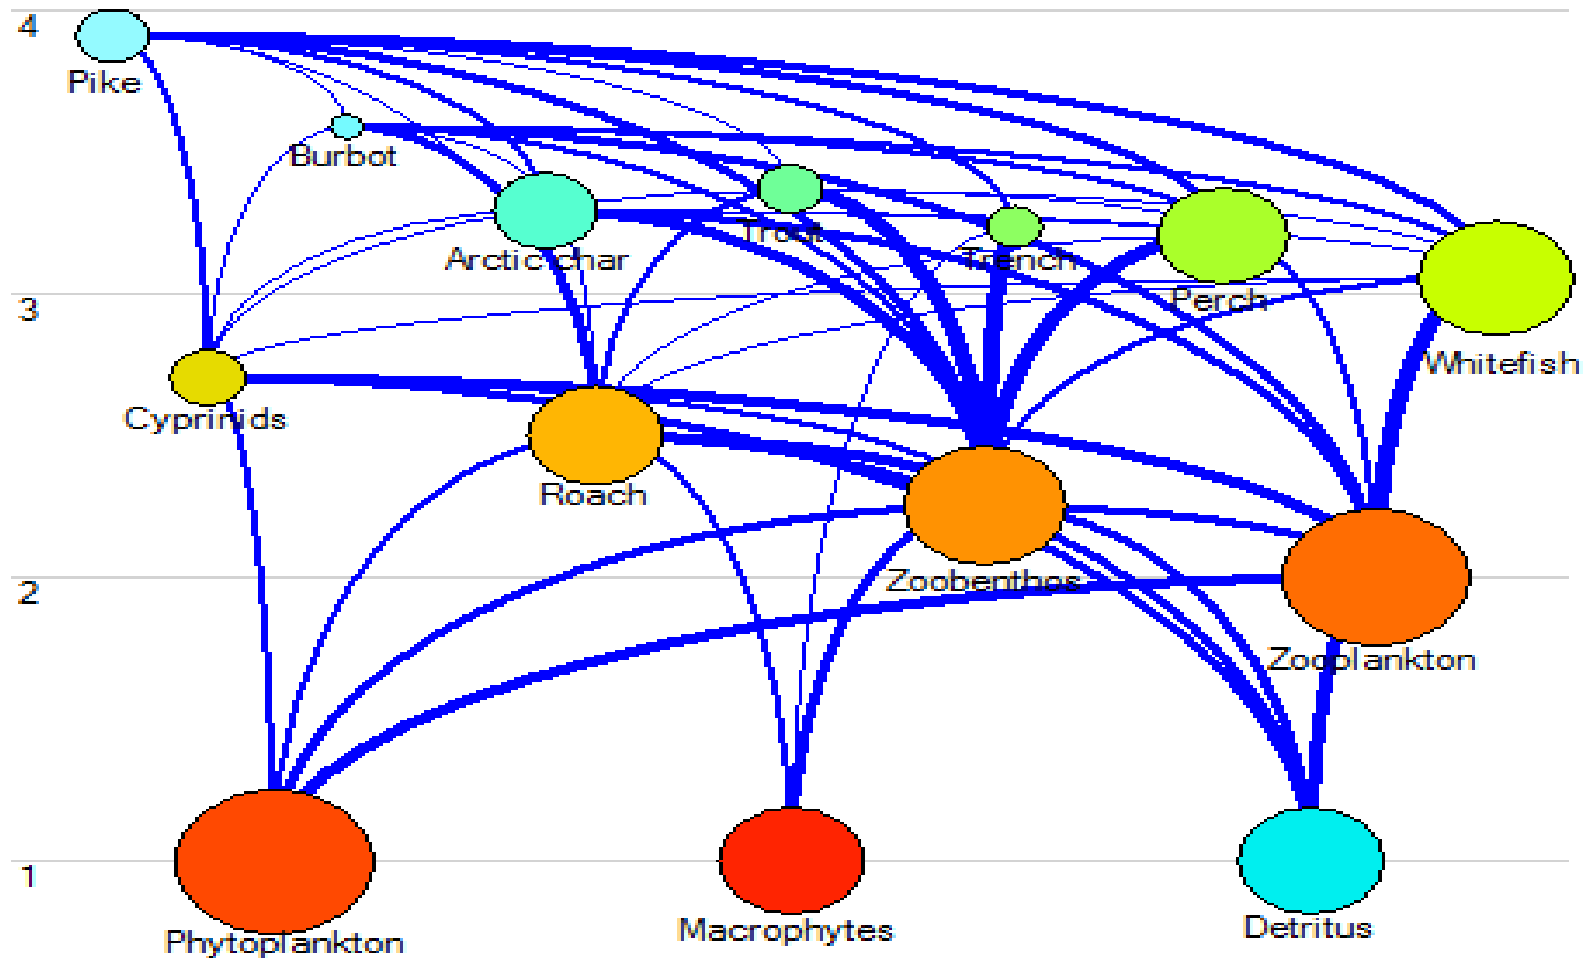 4
Pike
Burbot
Trout
Arctic char
Trench
3
Perch
Whitefish
Cyprinids
Roach
Zoobenthos
2
Zooplankton
1
Phytoplankton
Macrophytes
Detritus